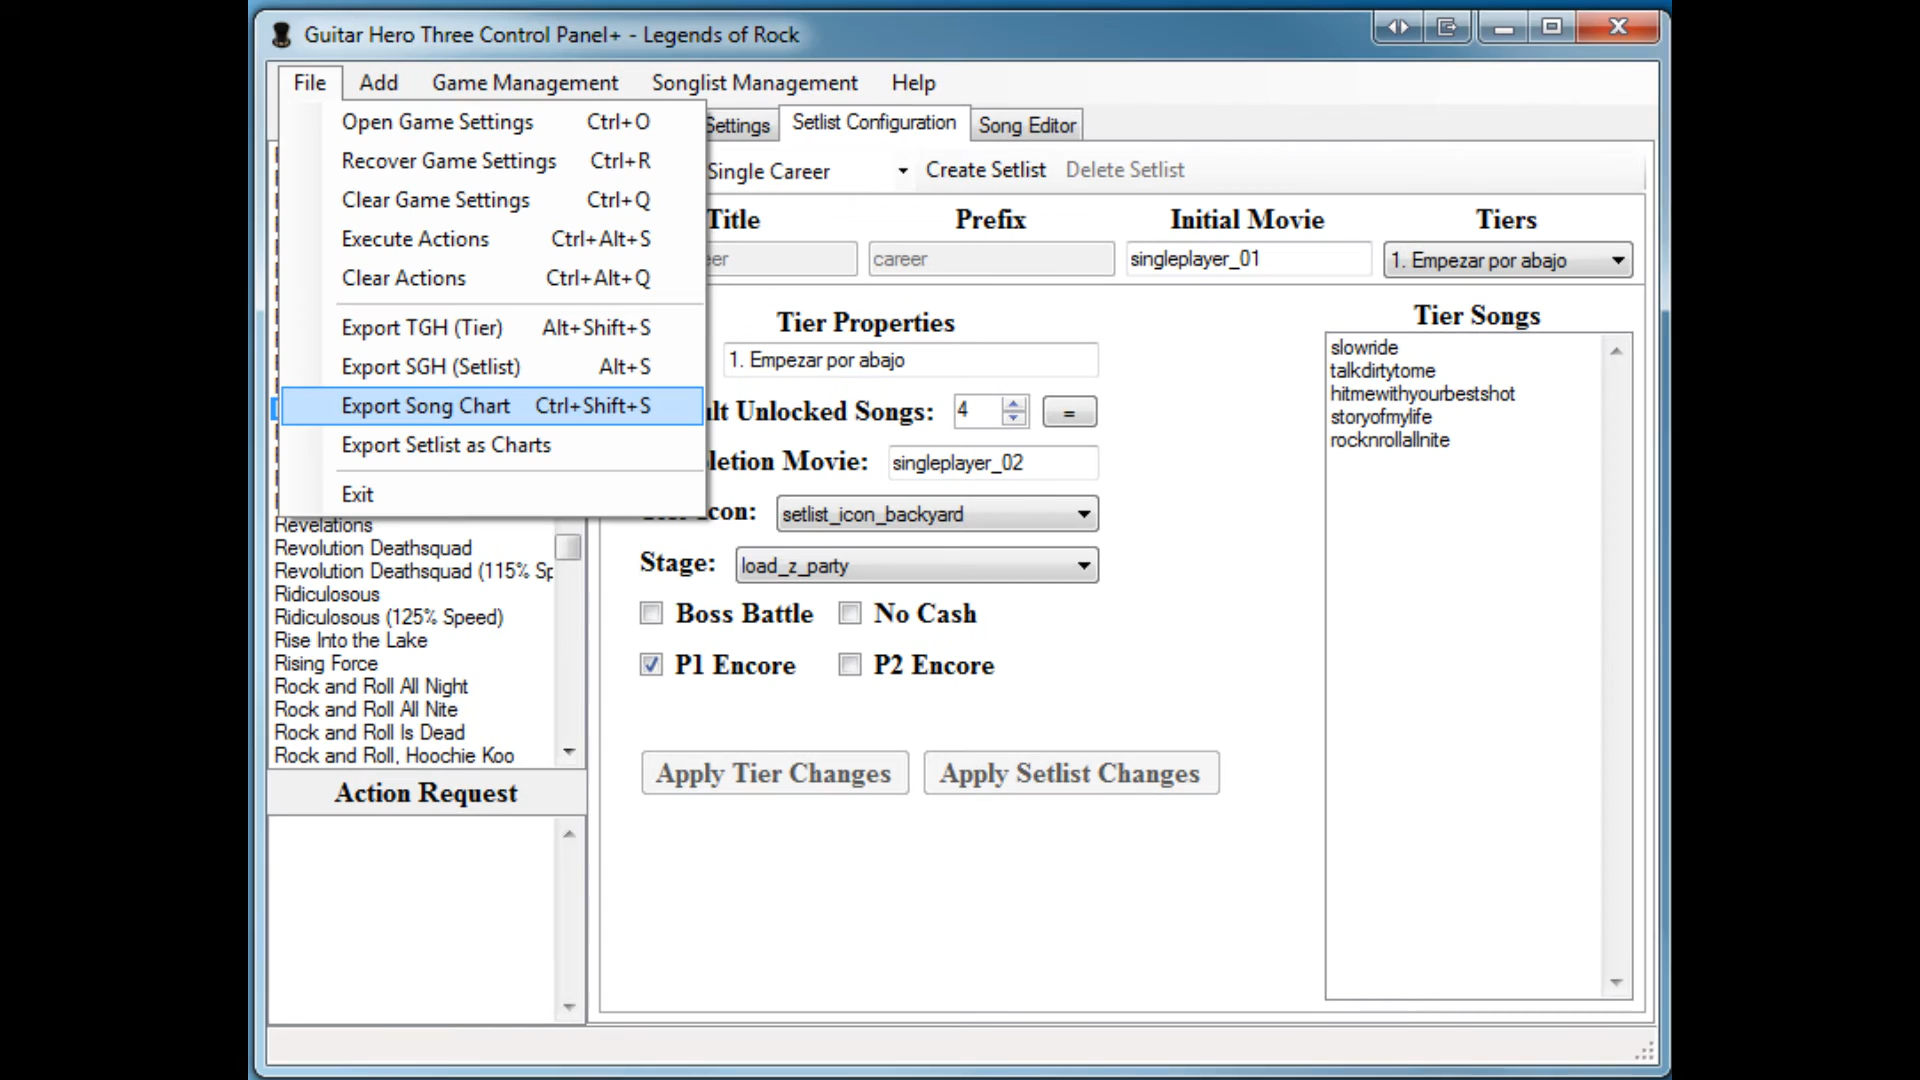 Guitar Hero Three Control Panel+ - Legends of Rock
File Add Game Management Songlist Management Help
Open Game Settings Ctrl+O
Recover Game Settings Ctrl+R
Clear Game Settings Ctrl+Q
Execute Actions Ctrl+Alt+S
Clear Actions Ctrl+Alt+Q
Export TGH (Tier) Alt+Shift+S
Export SGH (Setlist) Alt+S
Export Song Chart Ctrl+Shift+S
Export Setlist as Charts
Exit
Settings Setlist Configuration Song Editor
Single Career Create Setlist Delete Setlist
Title Prefix Initial Movie Tiers
career singleplayer_01 1. Empezar por abajo
Tier Properties
1. Empezar por abajo
Unlocked Songs: 4 =
Movie: singleplayer_02
setlist_icon_backyard
Stage: load_z_party
Boss Battle No Cash
P1 Encore P2 Encore
Apply Tier Changes Apply Setlist Changes
Tier Songs
slowride
talkdirtytome
hitmewithyourbestshot
storyofmylife
rocknrollallnite
Revelations
Revolution Deathsquad
Revolution Deathsquad (115% Sp
Ridiculosous
Ridiculosous (125% Speed)
Rise Into the Lake
Rising Force
Rock and Roll All Night
Rock and Roll All Nite
Rock and Roll Is Dead
Rock and Roll, Hoochie Koo
Action Request